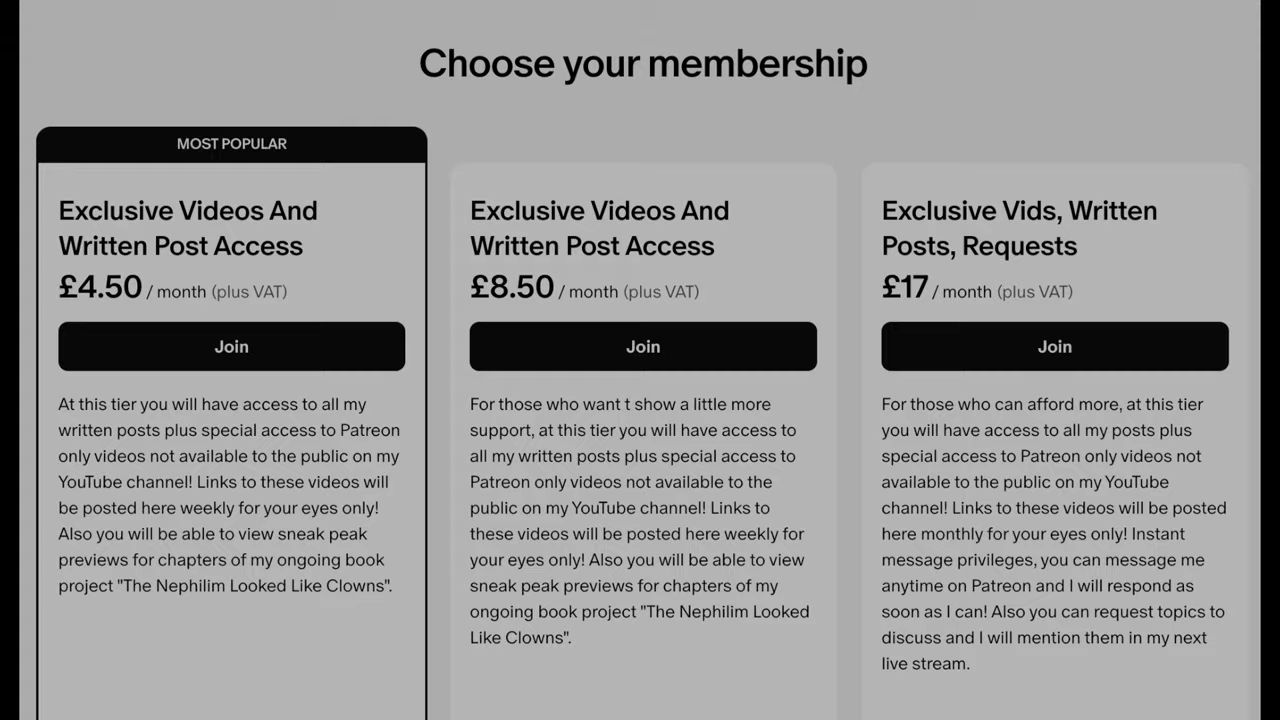 Choose your membership
MOST POPULAR
Exclusive Videos And
Written Post Access
£4.50 / month (plus VAT)
Join
At this tier you will have access to all my
written posts plus special access to Patreon
only videos not available to the public on my
YouTube channel! Links to these videos will
be posted here weekly for your eyes only!
Also you will be able to view sneak peak
previews for chapters of my ongoing book
project "The Nephilim Looked Like Clowns".
Exclusive Videos And
Written Post Access
£8.50 / month (plus VAT)
Join
For those who want t show a little more
support, at this tier you will have access to
all my written posts plus special access to
Patreon only videos not available to the
public on my YouTube channel! Links to
these videos will be posted here weekly for
your eyes only! Also you will be able to view
sneak peak previews for chapters of my
ongoing book project "The Nephilim Looked
Like Clowns".
Exclusive Vids, Written
Posts, Requests
£17 / month (plus VAT)
Join
For those who can afford more, at this tier
you will have access to all my posts plus
special access to Patreon only videos not
available to the public on my YouTube
channel! Links to these videos will be posted
here monthly for your eyes only! Instant
message privileges, you can message me
anytime on Patreon and I will respond as
soon as I can! Also you can request topics to
discuss and I will mention them in my next
live stream.